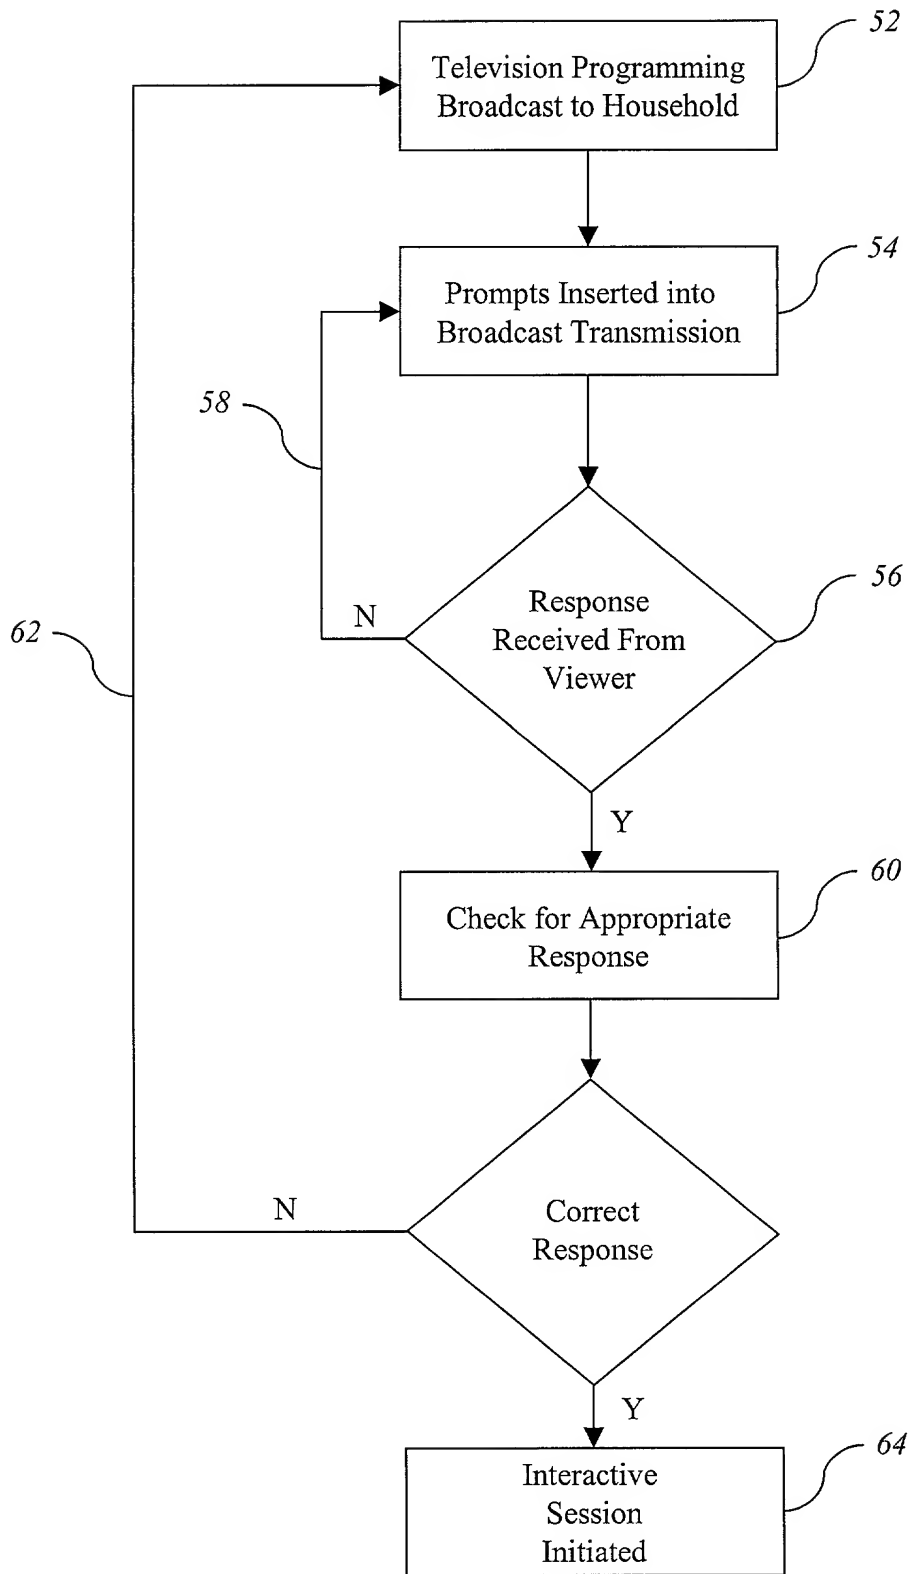 52
Television Programming
Broadcast to Household
54
Prompts Inserted into
Broadcast Transmission
58
56
Response
Received From
Viewer
N
62
Y
60
Check for Appropriate
Response
N
Correct
Response
Y
64
Interactive
Session
Initiated